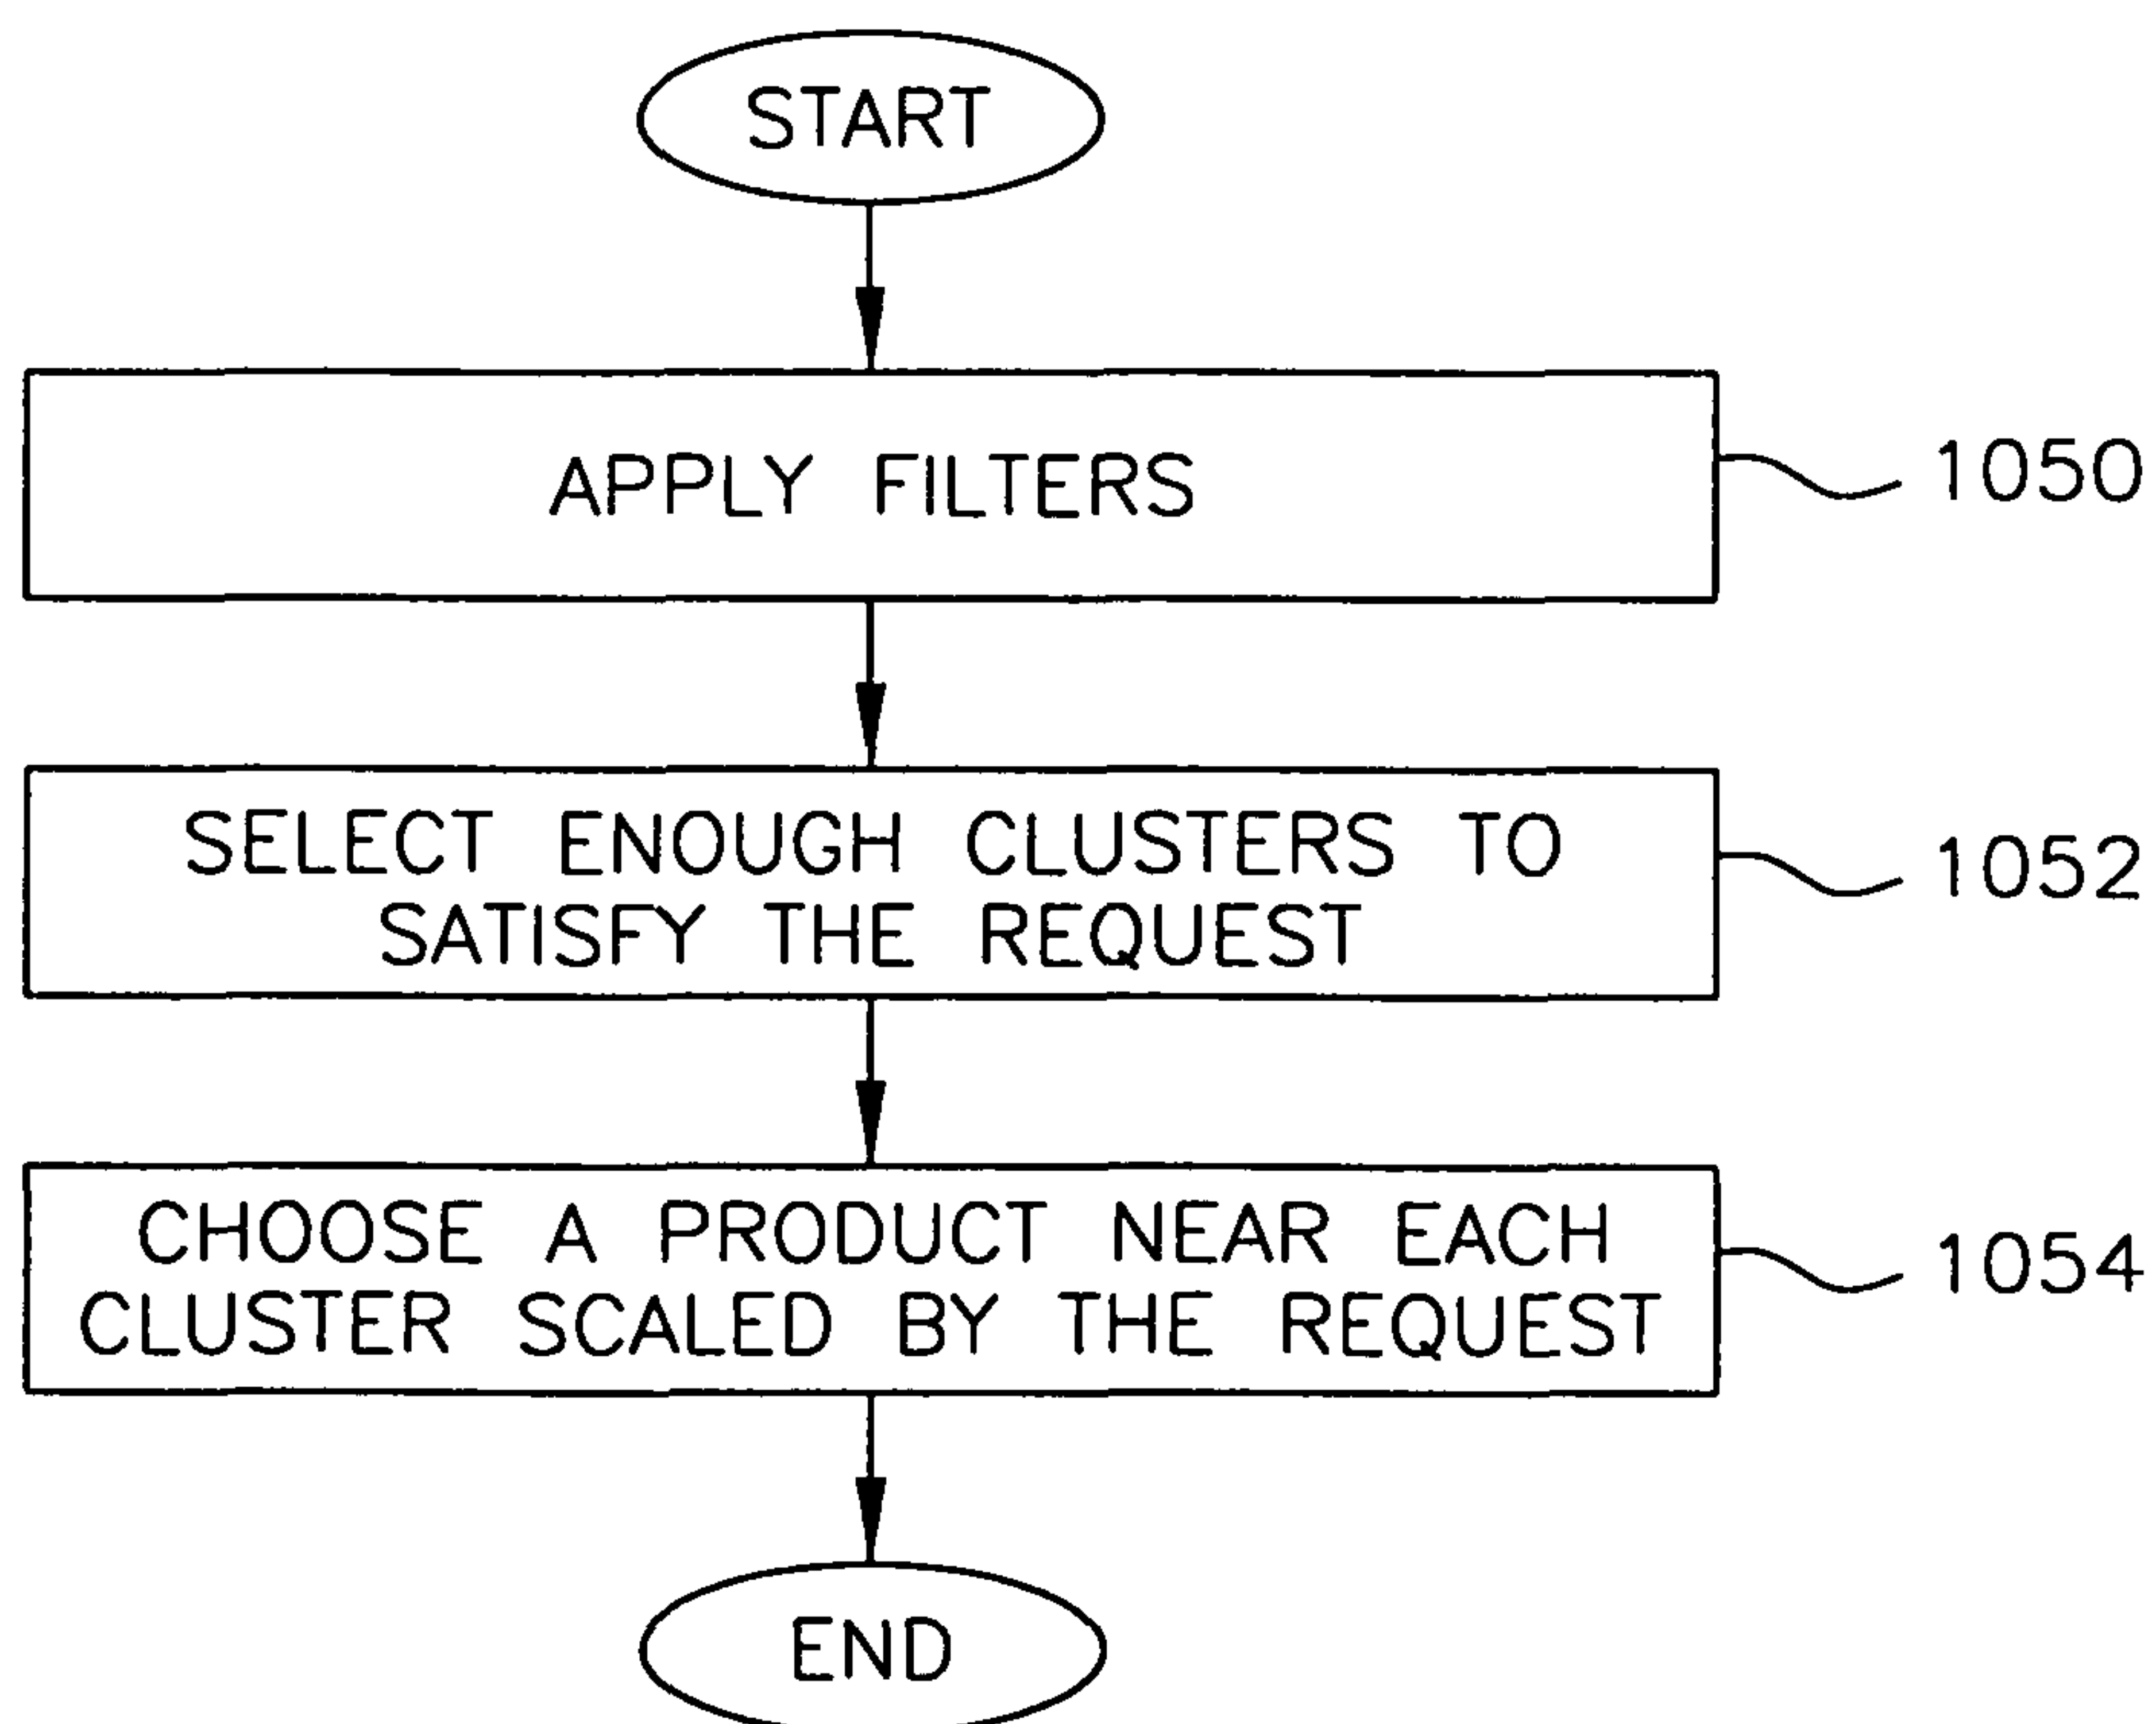 START
APPLY FILTERS
1050
SELECT ENOUGH CLUSTERS TO
SATISFY THE REQUEST
1052
CHOOSE A PRODUCT NEAR EACH
CLUSTER SCALED BY THE REQUEST
1054
END